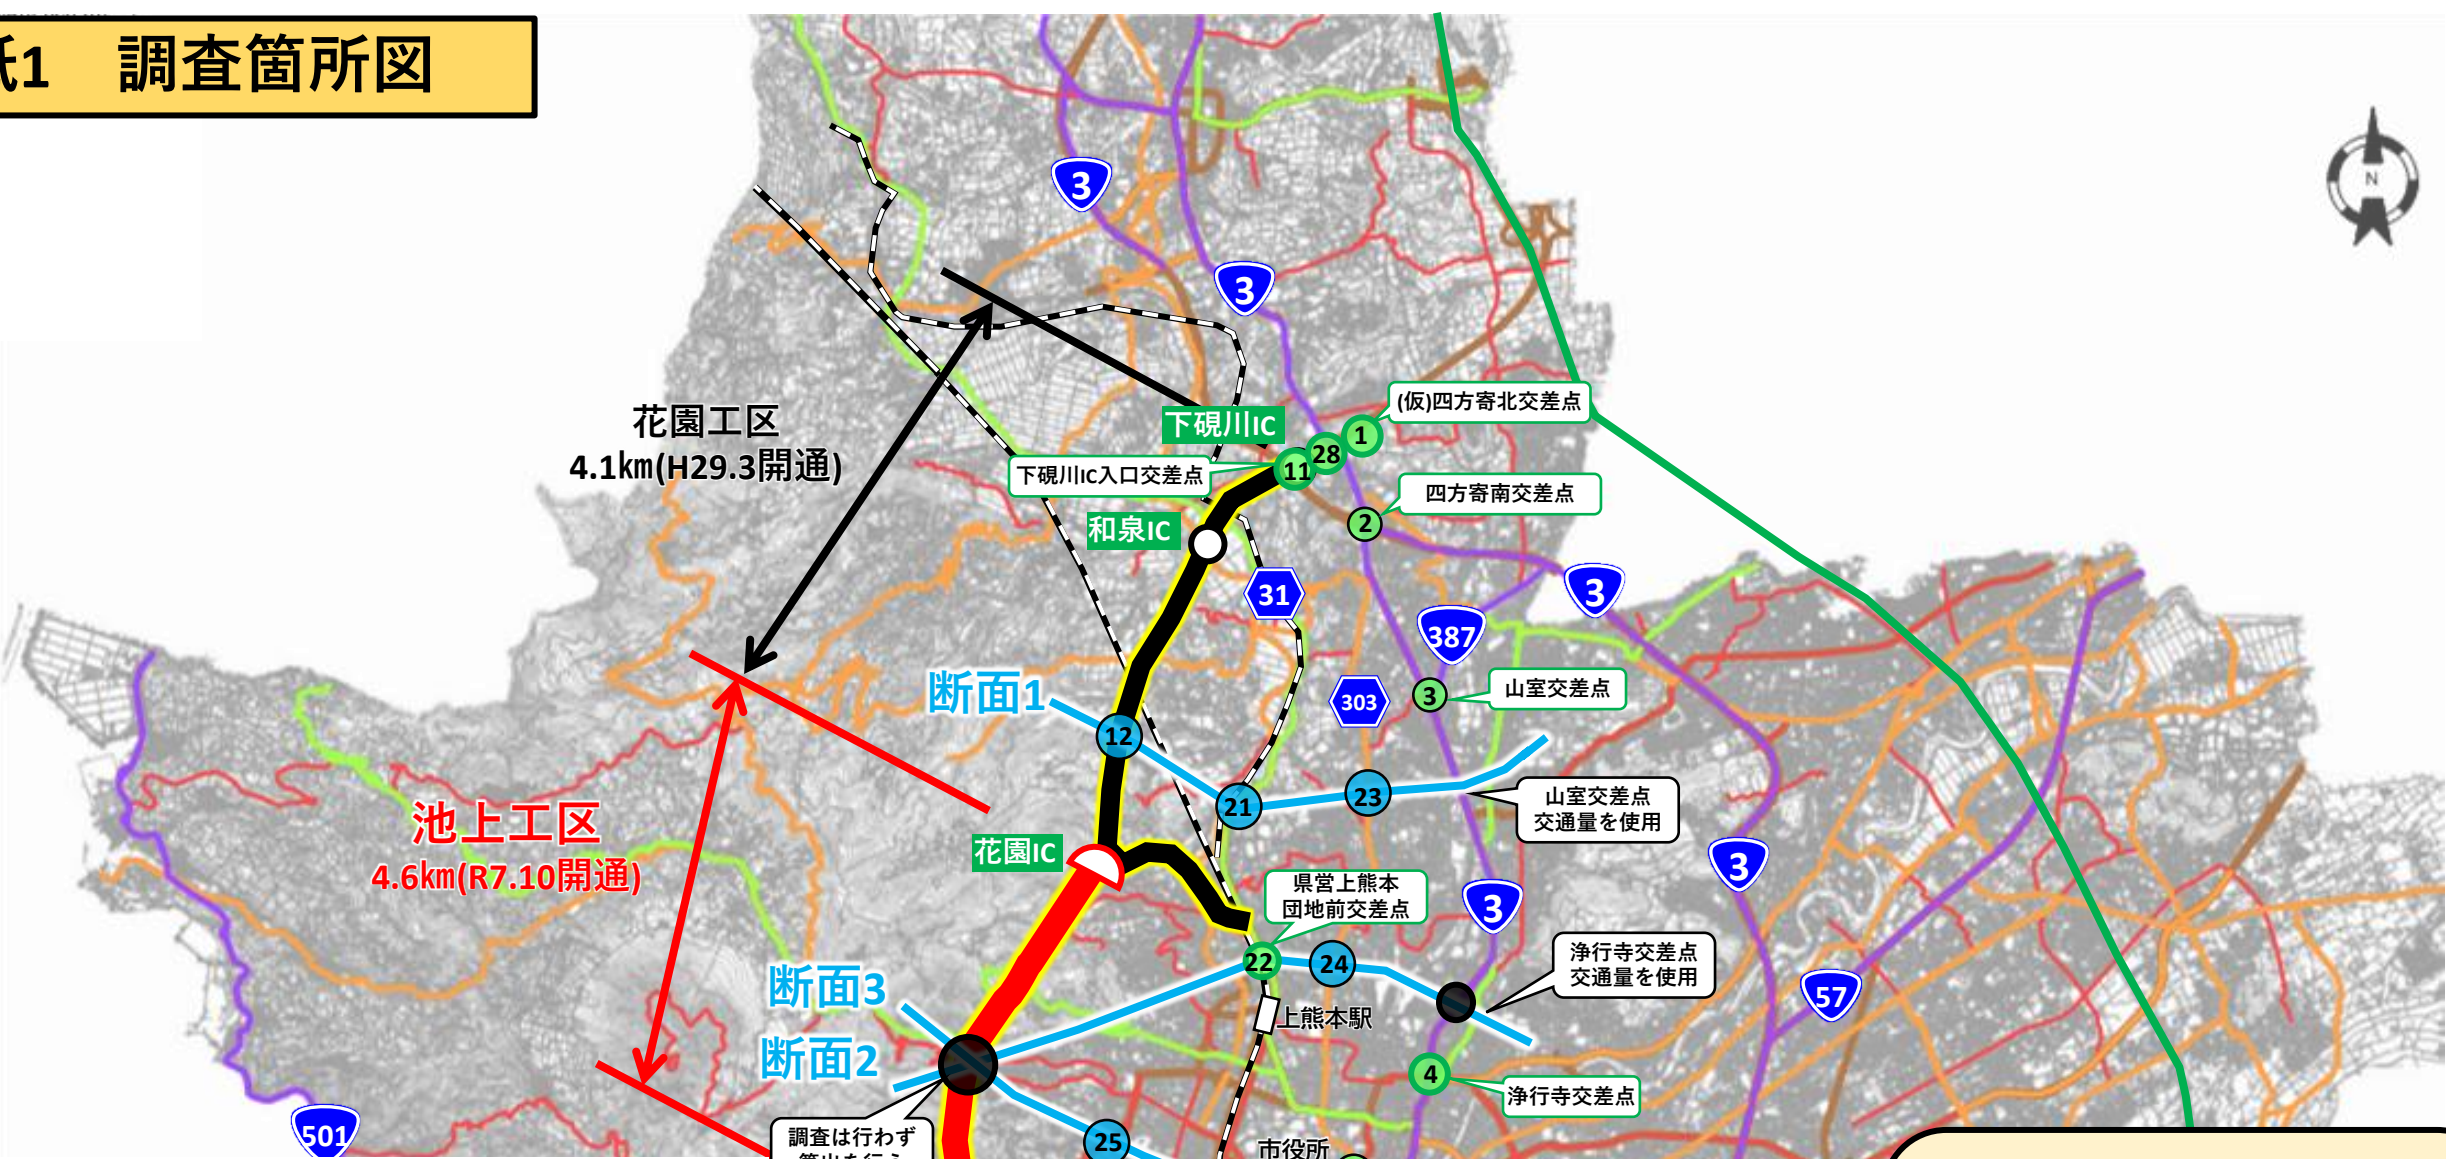 紙1　調査箇所図
N
3
3
(仮)四方寄北交差点
下硯川IC
1
28
11
下硯川IC入口交差点
花園工区
4.1㎞(H29.3開通)
四方寄南交差点
2
和泉IC
31
3
387
303
3
山室交差点
断面1
12
21
23
山室交差点
交通量を使用
池上工区
4.6㎞(R7.10開通)
花園IC
3
3
県営上熊本
団地前交差点
22
24
浄行寺交差点
交通量を使用
57
断面3
上熊本駅
断面2
4
浄行寺交差点
501
調査は行わず
25
市役所